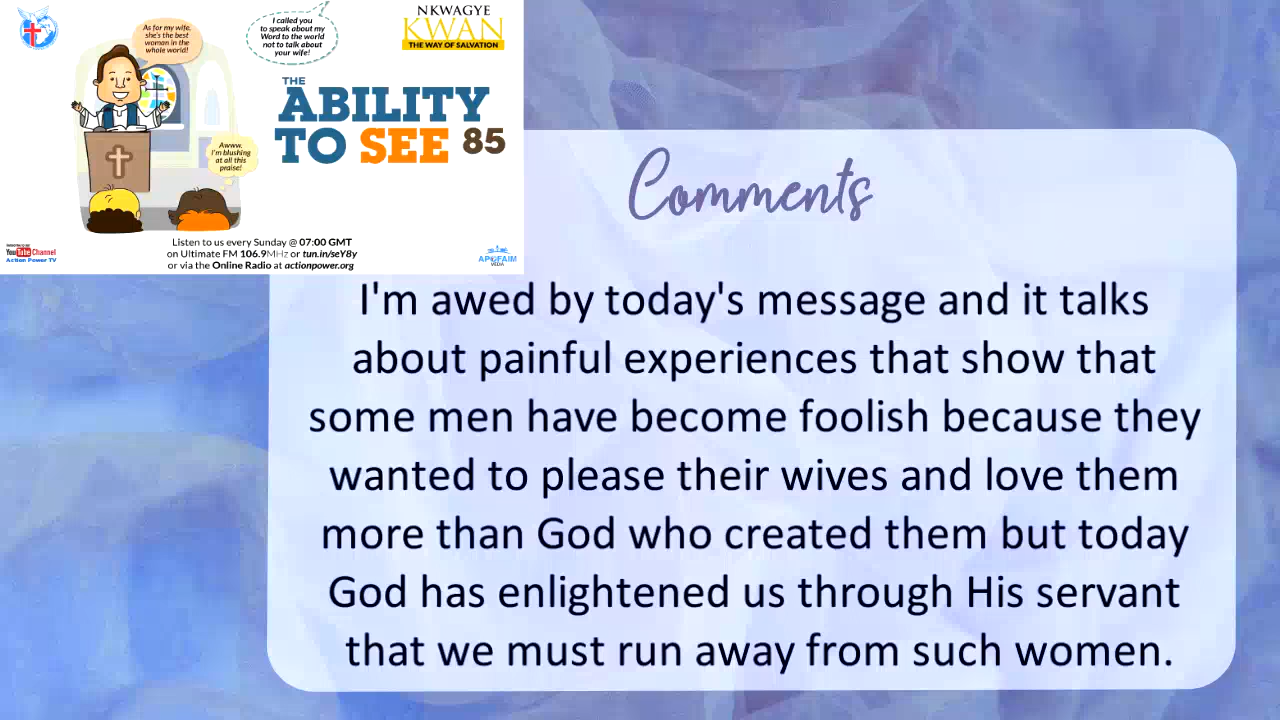 As for my wife,
she's the best
woman in the
whole world!
I called you
to speak about my
Word to the world
not to talk about
your wife!
NKWAGYE
KWAN
THE WAY OF SALVATION
THE
ABILITY
TO SEE 85
Awww,
I'm blushing
at all this
praise!
Listen to us every Sunday @ 07:00 GMT
on Ultimate FM 106.9MHz or tun.in/seY8y
or via the Online Radio at actionpower.org
YouTube Channel
Action Power TV
APOFAIM
MEDIA
Comments
I'm awed by today's message and it talks
about painful experiences that show that
some men have become foolish because they
wanted to please their wives and love them
more than God who created them but today
God has enlightened us through His servant
that we must run away from such women.